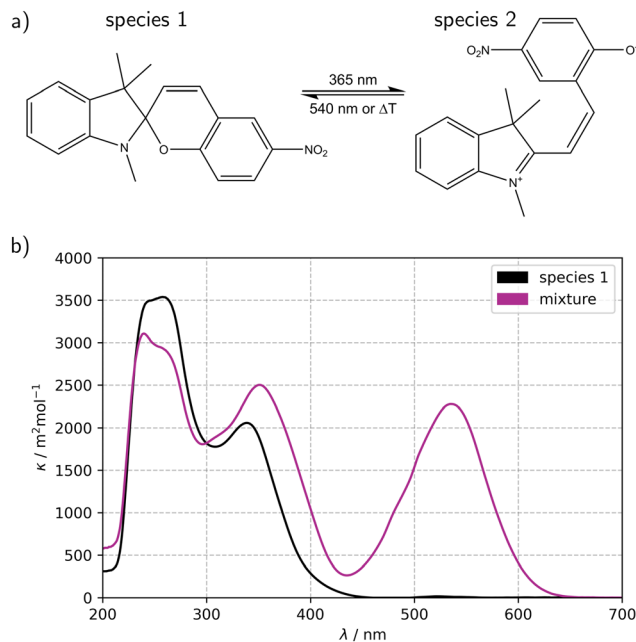 a)
species 1
species 2
O₂N
O⁻
365 nm
540 nm or ΔT
N
O
NO₂
N⁺
b)
4000
3500
3000
2500
2000
1500
1000
500
0
κ / m²mol⁻¹
species 1
mixture
200
300
400
500
600
700
λ / nm